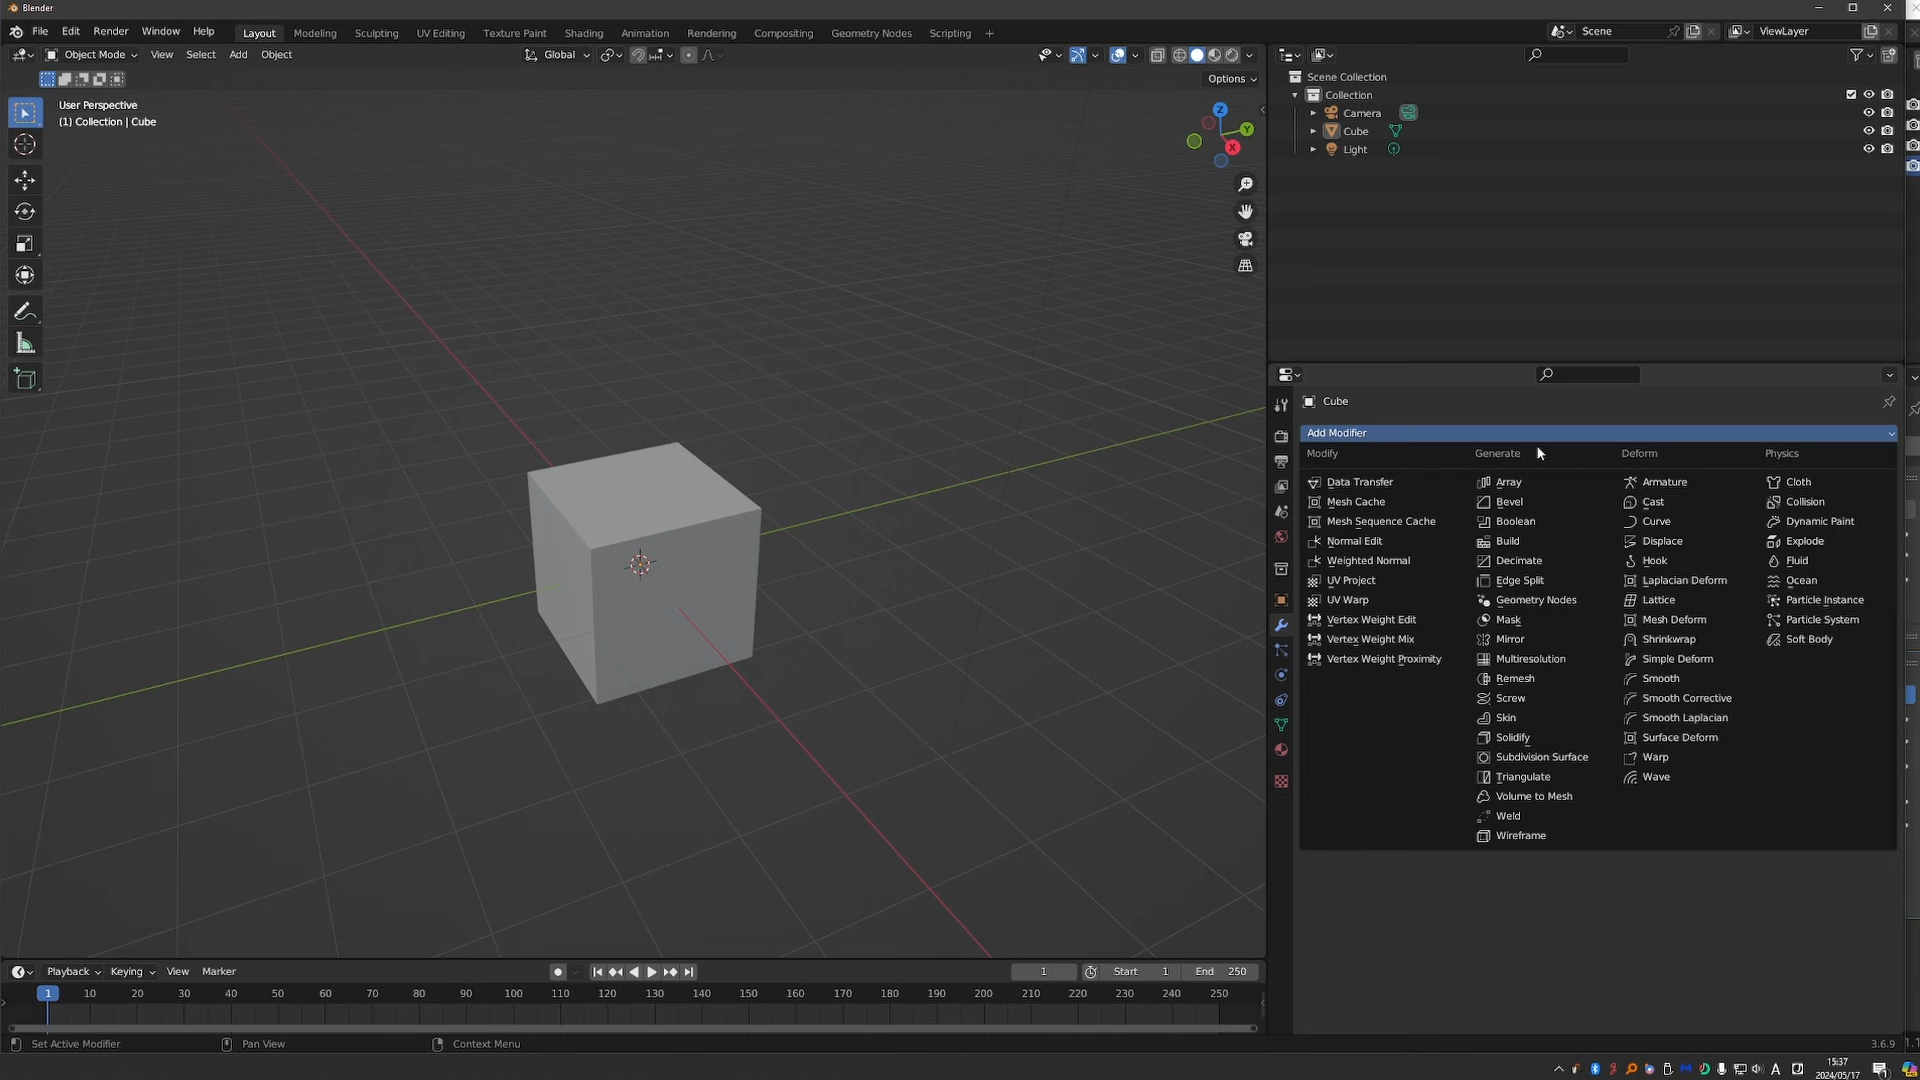 Blender
File Edit Render Window Help Layout Modeling Sculpting UV Editing Texture Paint Shading Animation Rendering Compositing Geometry Nodes Scripting +
Scene
ViewLayer
Object Mode View Select Add Object
Global
Options
User Perspective
(1) Collection | Cube
Z
Y
X
Scene Collection
Collection
Camera
Cube
Light
Cube
Add Modifier
Modify
Data Transfer
Mesh Cache
Mesh Sequence Cache
Normal Edit
Weighted Normal
UV Project
UV Warp
Vertex Weight Edit
Vertex Weight Mix
Vertex Weight Proximity
Generate
Array
Bevel
Boolean
Build
Decimate
Edge Split
Geometry Nodes
Mask
Mirror
Multiresolution
Remesh
Screw
Skin
Solidify
Subdivision Surface
Triangulate
Volume to Mesh
Weld
Wireframe
Deform
Armature
Cast
Curve
Displace
Hook
Laplacian Deform
Lattice
Mesh Deform
Shrinkwrap
Simple Deform
Smooth
Smooth Corrective
Smooth Laplacian
Surface Deform
Warp
Wave
Physics
Cloth
Collision
Dynamic Paint
Explode
Fluid
Ocean
Particle Instance
Particle System
Soft Body
Playback Keying View Marker
1
Start 1
End 250
1 10 20 30 40 50 60 70 80 90 100 110 120 130 140 150 160 170 180 190 200 210 220 230 240 250
Set Active Modifier
Pan View
Context Menu
3.6.9
A
15:37
2024/05/17